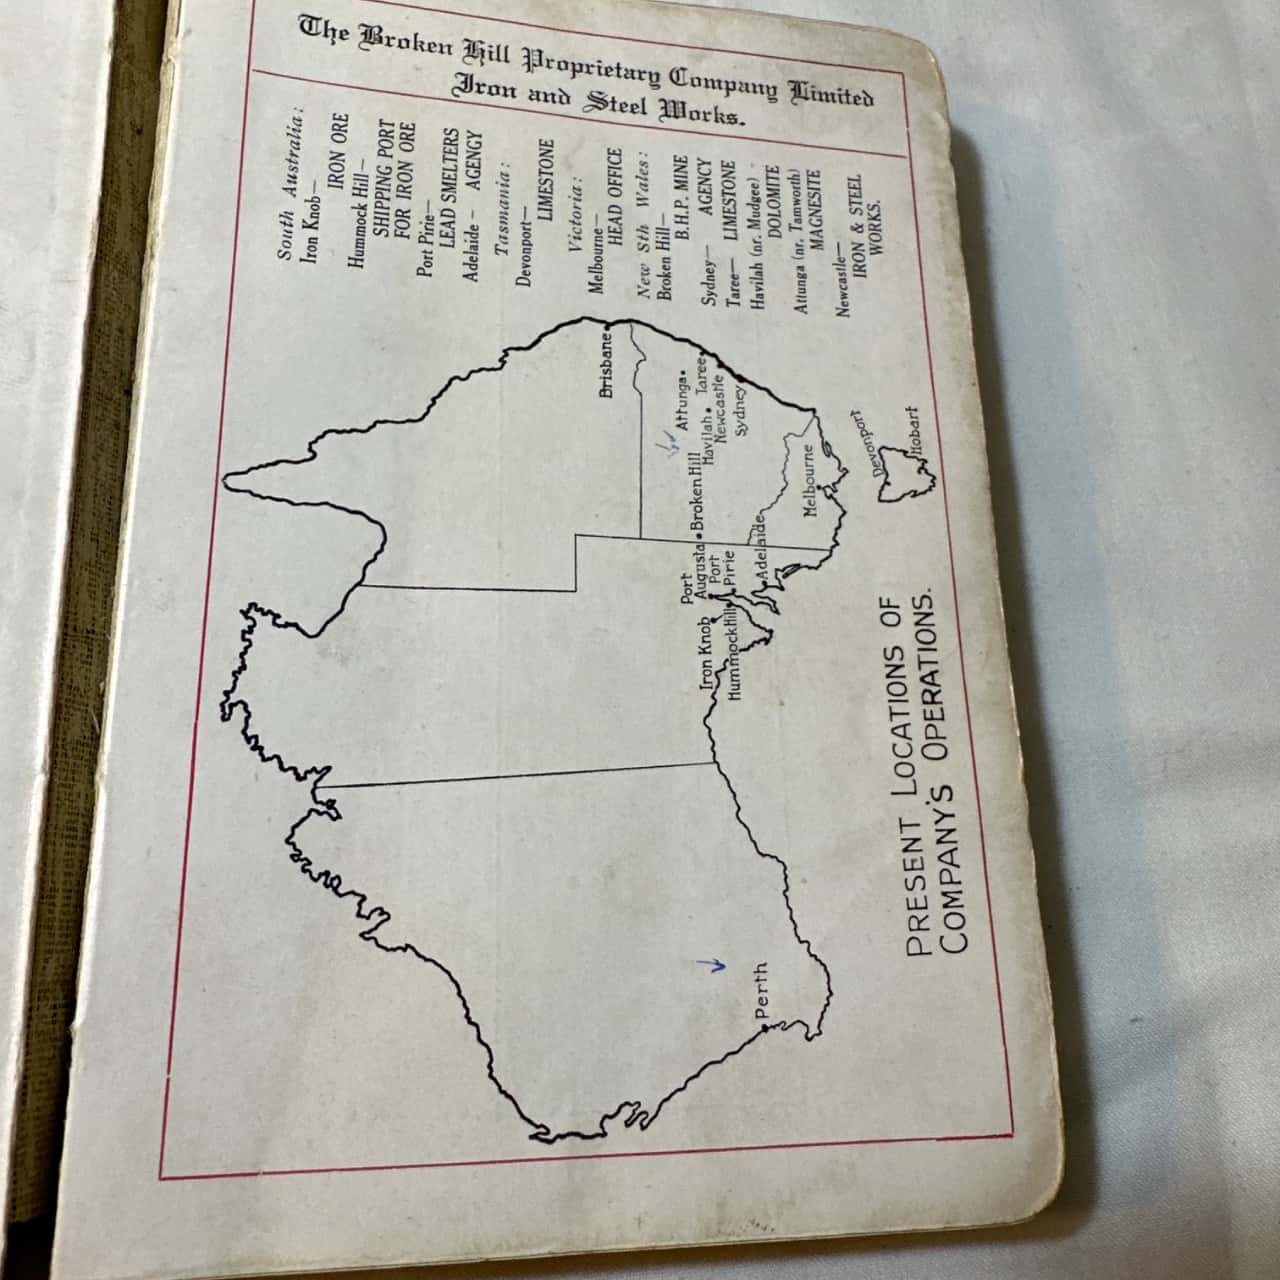 The Broken Hill Proprietary Company Limited
Iron and Steel Works.
South Australia:
Iron Knob—
IRON ORE
Hummock Hill—
SHIPPING PORT
FOR IRON ORE
Port Pirie—
LEAD SMELTERS
Adelaide - AGENCY
Tasmania:
Devonport—
LIMESTONE
Victoria:
Melbourne—
HEAD OFFICE
New Sth Wales:
Broken Hill—
B.H.P. MINE
Sydney— AGENCY
Taree— LIMESTONE
Havilah (nr. Mudgee)
DOLOMITE
Attunga (nr. Tamworth)
MAGNESITE
Newcastle—
IRON & STEEL
WORKS.
Brisbane
Attunga
Taree
Havilah
Newcastle
Sydney
Broken Hill
Port
Augusta
Port
Pirie
Adelaide
Melbourne
Iron Knob
Hummock Hill
Devonport
Hobart
Perth
PRESENT LOCATIONS OF
COMPANY'S OPERATIONS.